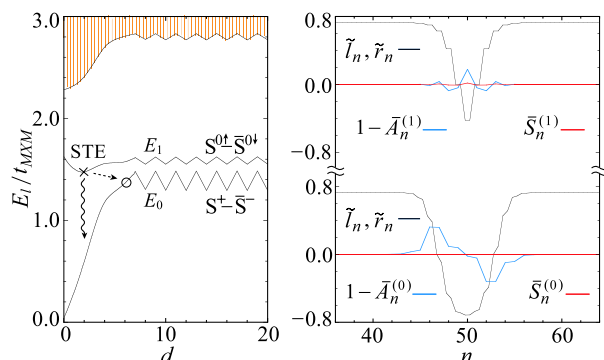 3.0
2.0
1.0
0.0
E_l / t_MXM
STE
E_1
S^0↑–S̄^0↓
E_0
S^+–S̄^−
0
10
20
d
0.8
0.0
−0.8
l̃_n, r̃_n
1−Ā_n^(1)
S̄_n^(1)
0.8
0.0
−0.8
l̃_n, r̃_n
1−Ā_n^(0)
S̄_n^(0)
40
50
60
n